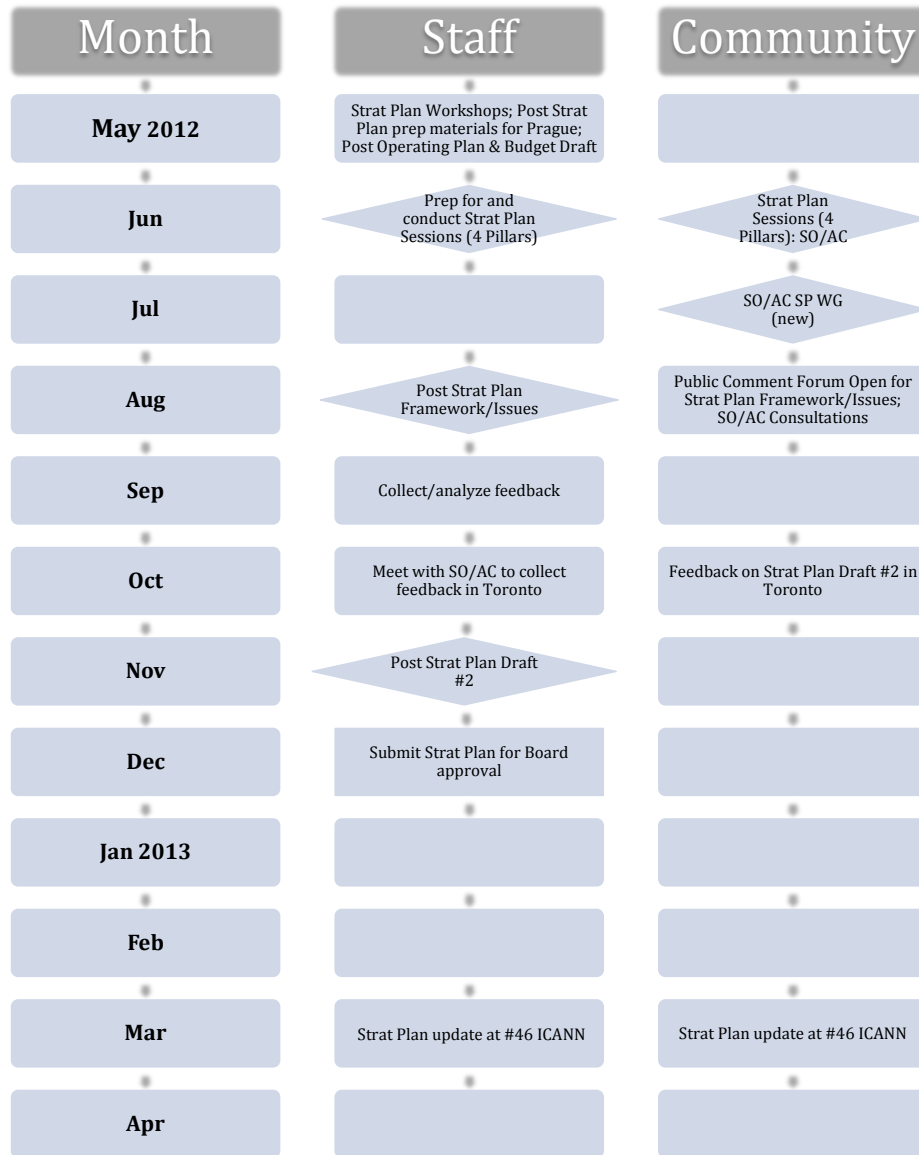 Month
Staff
Community
May 2012
Strat Plan Workshops; Post Strat
Plan prep materials for Prague;
Post Operating Plan & Budget Draft
Jun
Prep for and
conduct Strat Plan
Sessions (4 Pillars)
Strat Plan
Sessions (4
Pillars): SO/AC
Jul
SO/AC SP WG
(new)
Aug
Post Strat Plan
Framework/Issues
Public Comment Forum Open for
Strat Plan Framework/Issues;
SO/AC Consultations
Sep
Collect/analyze feedback
Oct
Meet with SO/AC to collect
feedback in Toronto
Feedback on Strat Plan Draft #2 in
Toronto
Nov
Post Strat Plan Draft
#2
Dec
Submit Strat Plan for Board
approval
Jan 2013
Feb
Mar
Strat Plan update at #46 ICANN
Strat Plan update at #46 ICANN
Apr